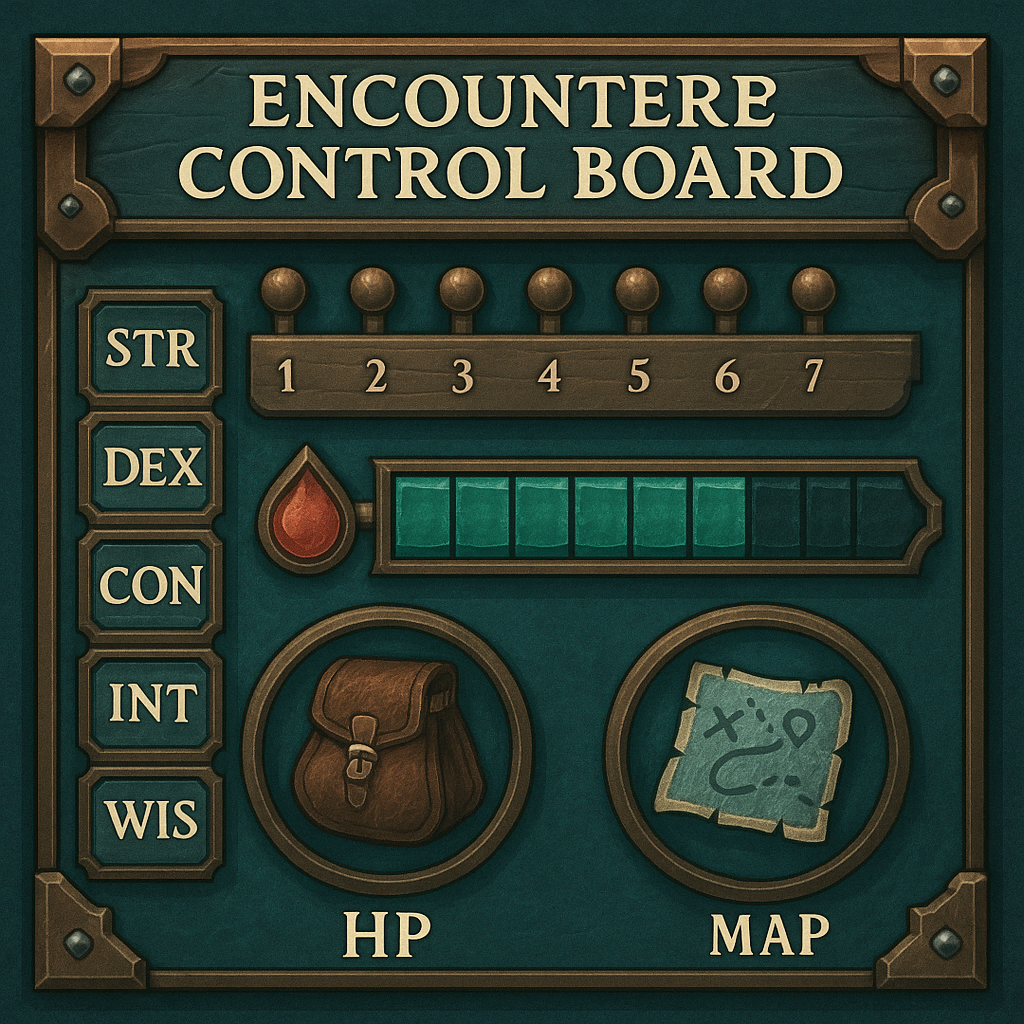 ENCOUNTERE
CONTROL BOARD
STR
1 2 3 4 5 6 7
DEX
CON
INT
WIS
HP
MAP